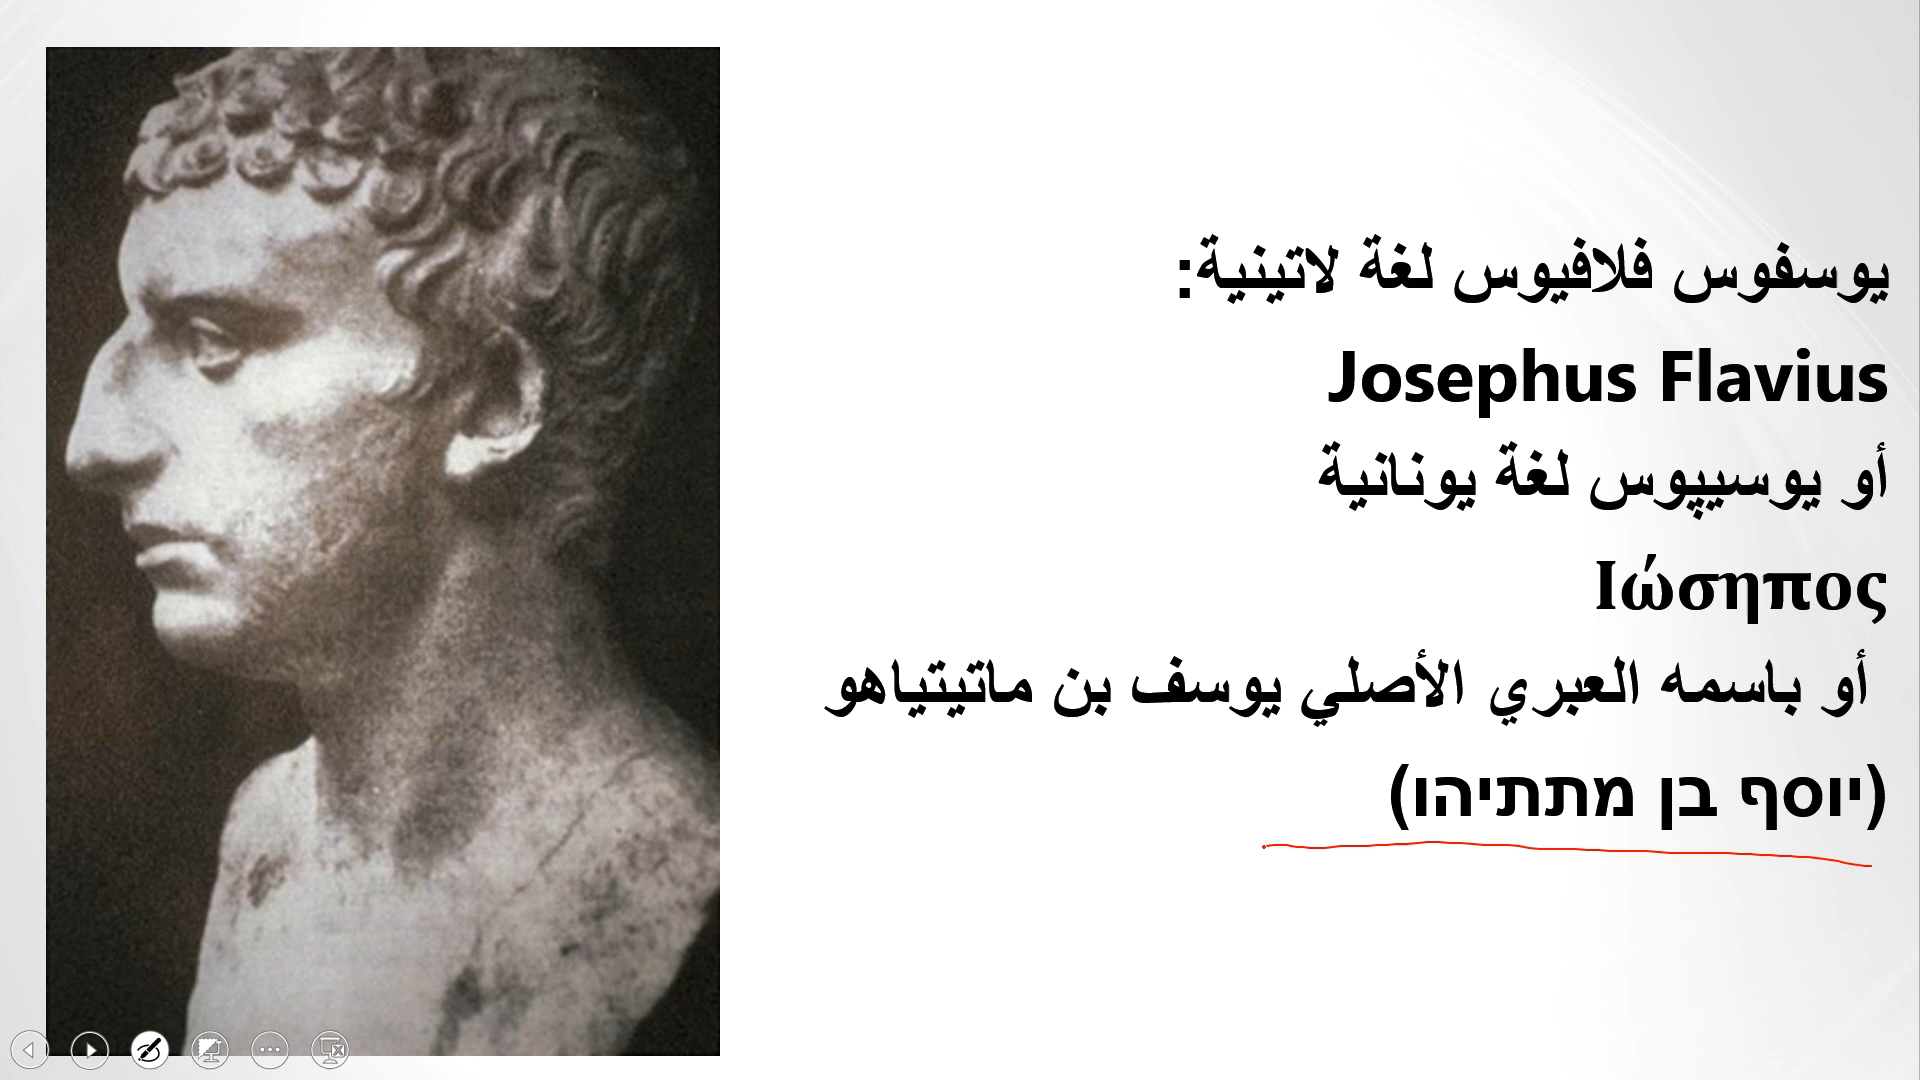 يوسفوس فلافيوس لغة لاتينية:
Josephus Flavius
أو يوسيپوس لغة يونانية
Ιώσηπος
أو باسمه العبري الأصلي يوسف بن ماتيتياهو
(יוסף בן מתתיהו)